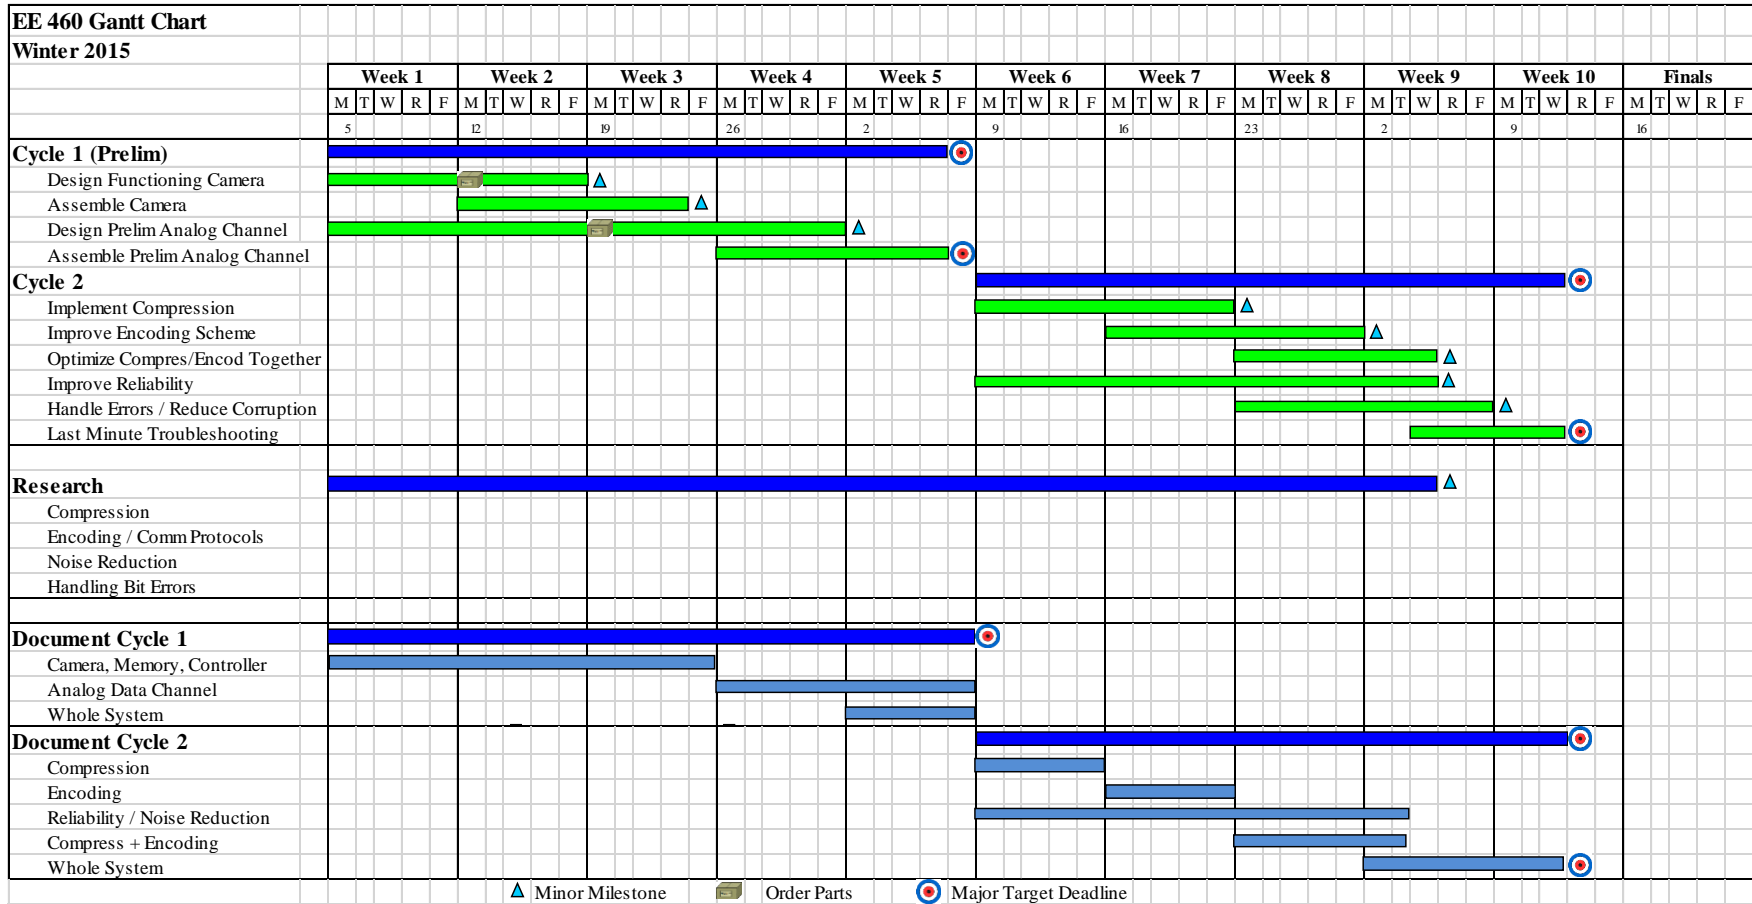 EE 460 Gantt Chart
Winter 2015
Week 1 Week 2 Week 3 Week 4 Week 5 Week 6 Week 7 Week 8 Week 9 Week 10 Finals
M T W R F M T W R F M T W R F M T W R F M T W R F M T W R F M T W R F M T W R F M T W R F M T W R F M T W R F
5 12 19 26 2 9 16 23 2 9 16
Cycle 1 (Prelim)
Design Functioning Camera
Assemble Camera
Design Prelim Analog Channel
Assemble Prelim Analog Channel
Cycle 2
Implement Compression
Improve Encoding Scheme
Optimize Compres/Encod Together
Improve Reliability
Handle Errors / Reduce Corruption
Last Minute Troubleshooting
Research
Compression
Encoding / Comm Protocols
Noise Reduction
Handling Bit Errors
Document Cycle 1
Camera, Memory, Controller
Analog Data Channel
Whole System
Document Cycle 2
Compression
Encoding
Reliability / Noise Reduction
Compress + Encoding
Whole System
Minor Milestone Order Parts Major Target Deadline